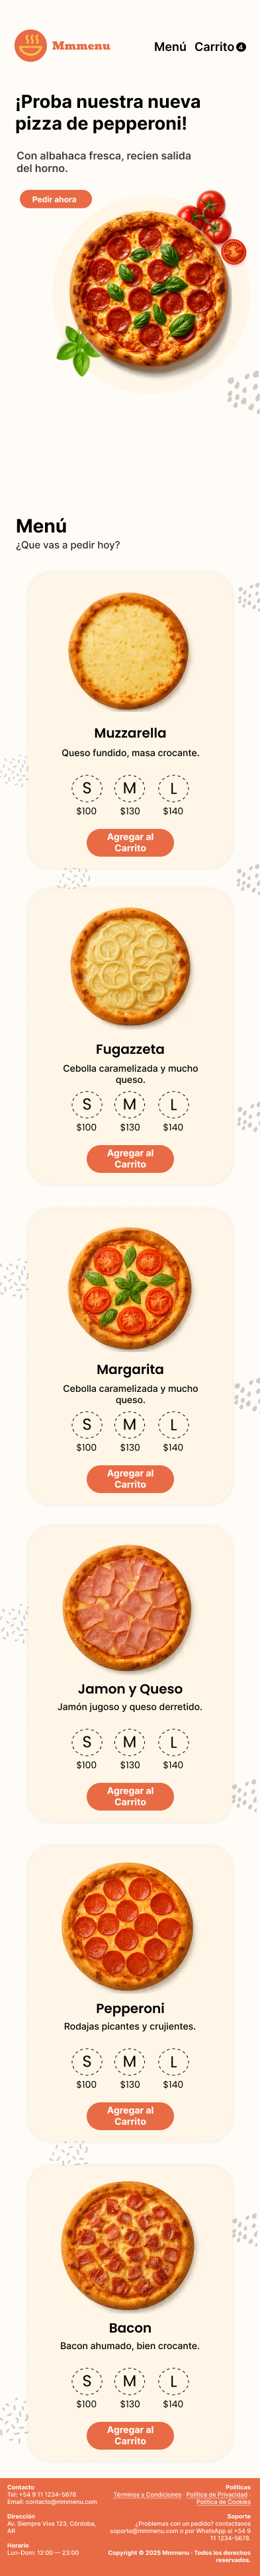 Mmmenu
Menú Carrito 4
¡Proba nuestra nueva
pizza de pepperoni!
Con albahaca fresca, recien salida
del horno.
Pedir ahora
Menú
¿Que vas a pedir hoy?
Muzzarella
Queso fundido, masa crocante.
S M L
$100 $130 $140
Agregar al
Carrito
Fugazzeta
Cebolla caramelizada y mucho
queso.
S M L
$100 $130 $140
Agregar al
Carrito
Margarita
Cebolla caramelizada y mucho
queso.
S M L
$100 $130 $140
Agregar al
Carrito
Jamon y Queso
Jamón jugoso y queso derretido.
S M L
$100 $130 $140
Agregar al
Carrito
Pepperoni
Rodajas picantes y crujientes.
S M L
$100 $130 $140
Agregar al
Carrito
Bacon
Bacon ahumado, bien crocante.
S M L
$100 $130 $140
Agregar al
Carrito
Contacto
Tel: +54 9 11 1234-5678
Email: contacto@mmmenu.com
Dirección
Av. Siempre Viva 123, Córdoba,
AR
Horario
Lun–Dom: 12:00 — 23:00
Políticas
Términos y Condiciones · Política de Privacidad ·
Política de Cookies
Soporte
¿Problemas con un pedido? contactanos
soporte@mmmenu.com o por WhatsApp al +54 9
11 1234-5678.
Copyright © 2025 Mmmenu · Todos los derechos
reservados.